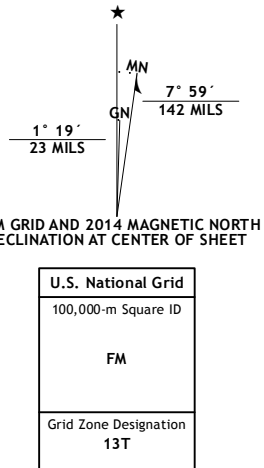 ★
MN
GN
7° 59´
142 MILS
1° 19´
23 MILS
M GRID AND 2014 MAGNETIC NORTH
ECLINATION AT CENTER OF SHEET
U.S. National Grid
100,000-m Square ID
FM
Grid Zone Designation
13T